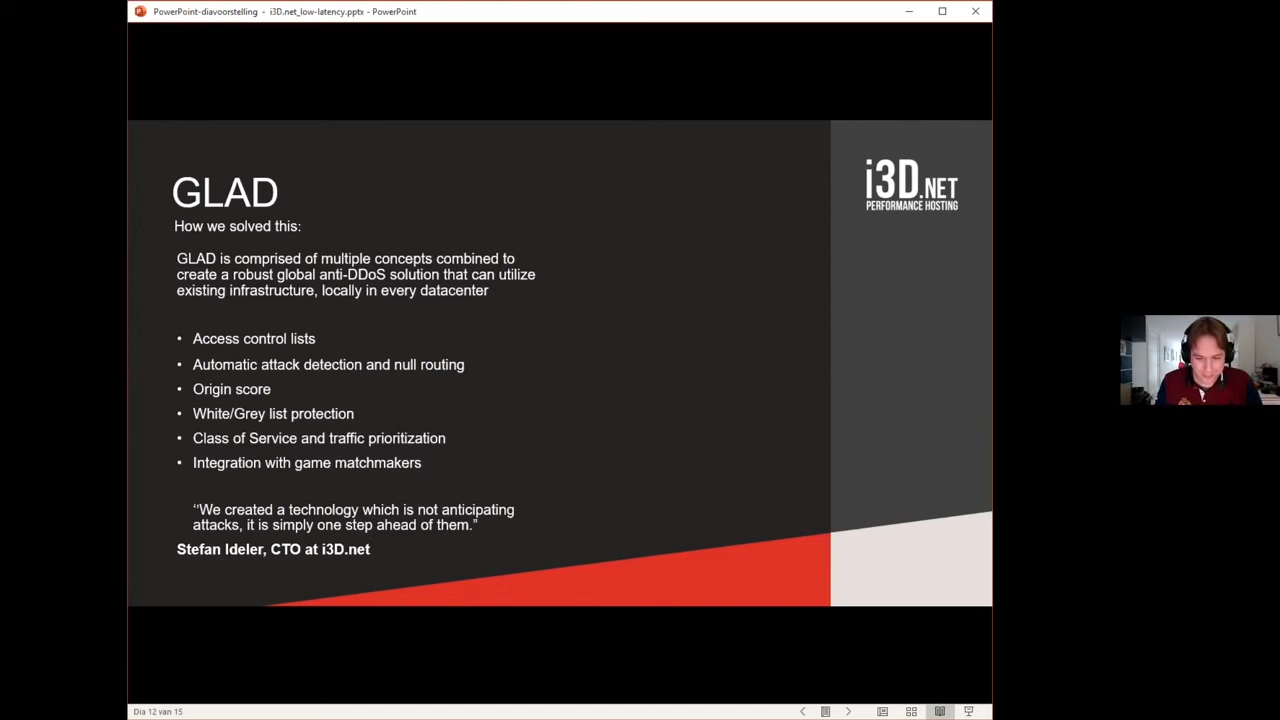 PowerPoint-diavoorstelling - i3D.net_low-latency.pptx - PowerPoint
i3D.NET
PERFORMANCE HOSTING
GLAD
How we solved this:
GLAD is comprised of multiple concepts combined to
create a robust global anti-DDoS solution that can utilize
existing infrastructure, locally in every datacenter
• Access control lists
• Automatic attack detection and null routing
• Origin score
• White/Grey list protection
• Class of Service and traffic prioritization
• Integration with game matchmakers
‘‘We created a technology which is not anticipating
attacks, it is simply one step ahead of them.”
Stefan Ideler, CTO at i3D.net
Dia 12 van 15